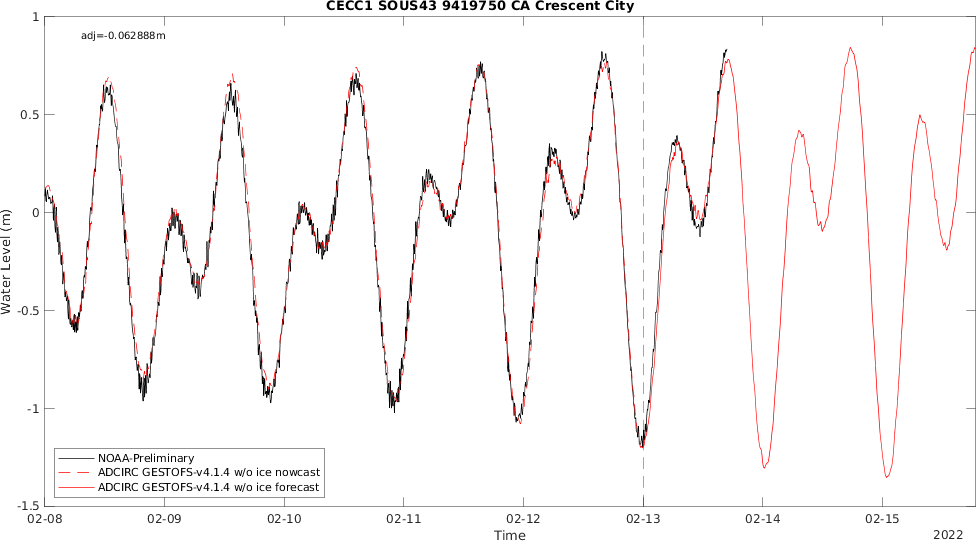 CECC1 SOUS43 9419750 CA Crescent City
adj=-0.062888m
1
0.5
0
-0.5
-1
-1.5
Water Level (m)
NOAA-Preliminary
ADCIRC GESTOFS-v4.1.4 w/o ice nowcast
ADCIRC GESTOFS-v4.1.4 w/o ice forecast
02-08 02-09 02-10 02-11 02-12 02-13 02-14 02-15
Time
2022